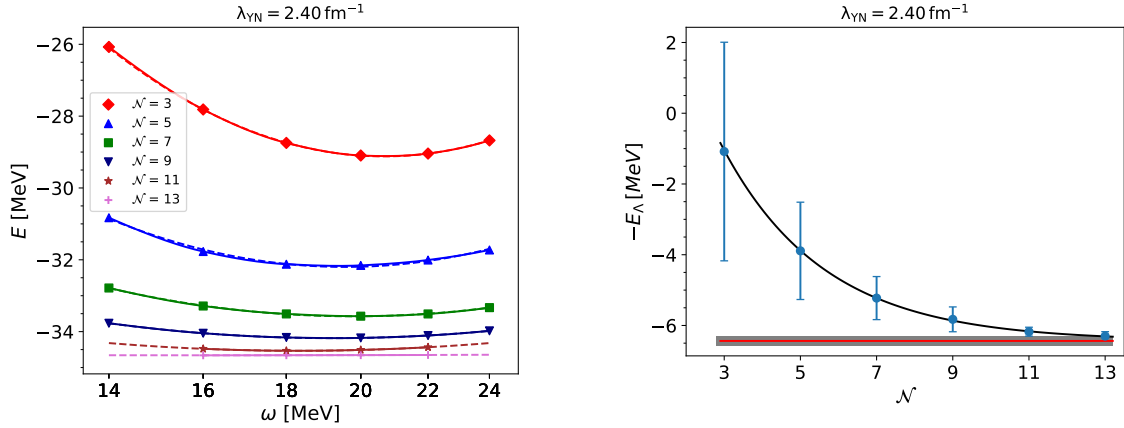 λYN = 2.40 fm⁻¹
−26
−28
−30
−32
−34
E [MeV]
𝒩 = 3
𝒩 = 5
𝒩 = 7
𝒩 = 9
𝒩 = 11
𝒩 = 13
14 16 18 20 22 24
ω [MeV]
λYN = 2.40 fm⁻¹
2
0
−2
−4
−6
−EΛ [MeV]
3 5 7 9 11 13
𝒩